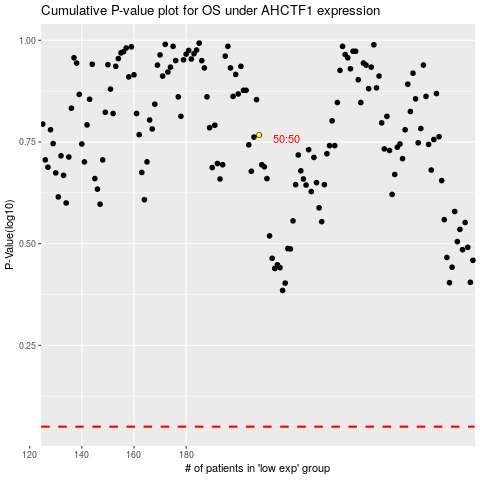 Cumulative P-value plot for OS under AHCTF1 expression
1.00
0.75
0.50
0.25
P-Value(log10)
50:50
120 140 160 180
# of patients in 'low exp' group